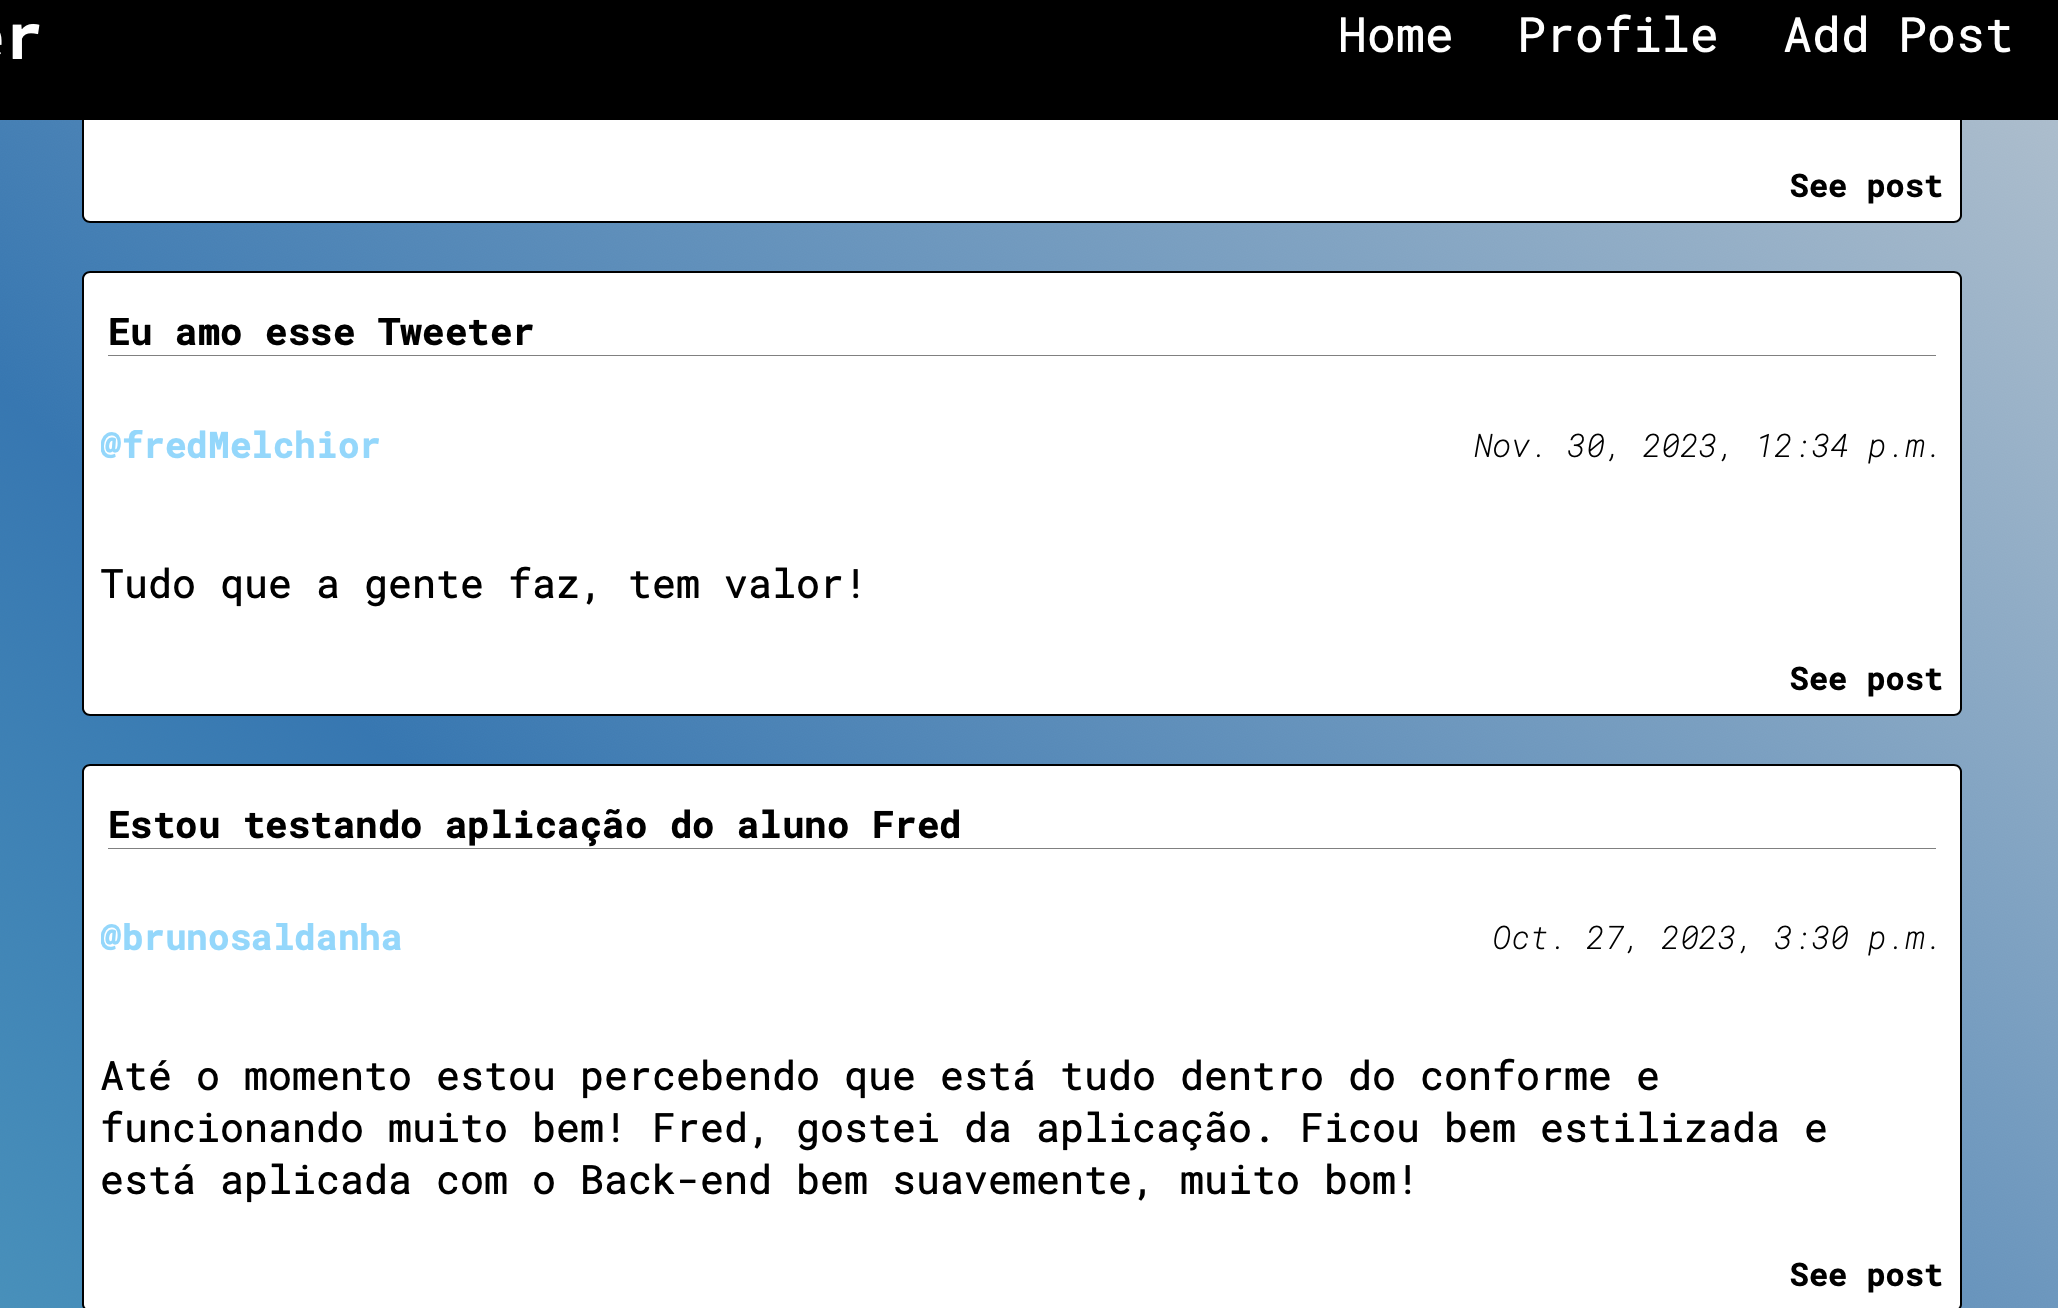 Home Profile Add Post
See post
Eu amo esse Tweeter
@fredMelchior Nov. 30, 2023, 12:34 p.m.
Tudo que a gente faz, tem valor!
See post
Estou testando aplicação do aluno Fred
@brunosaldanha Oct. 27, 2023, 3:30 p.m.
Até o momento estou percebendo que está tudo dentro do conforme e
funcionando muito bem! Fred, gostei da aplicação. Ficou bem estilizada e
está aplicada com o Back-end bem suavemente, muito bom!
See post